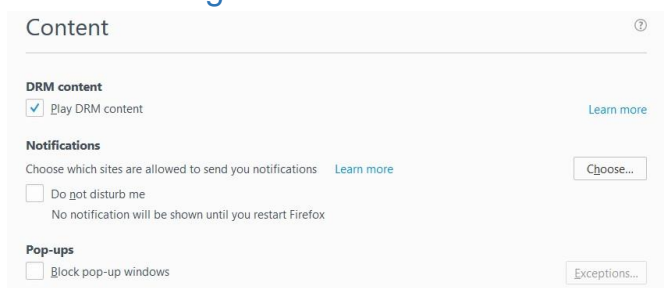 Content
DRM content
Play DRM content
Learn more
Notifications
Choose which sites are allowed to send you notifications Learn more
Choose...
Do not disturb me
No notification will be shown until you restart Firefox
Pop-ups
Block pop-up windows
Exceptions...